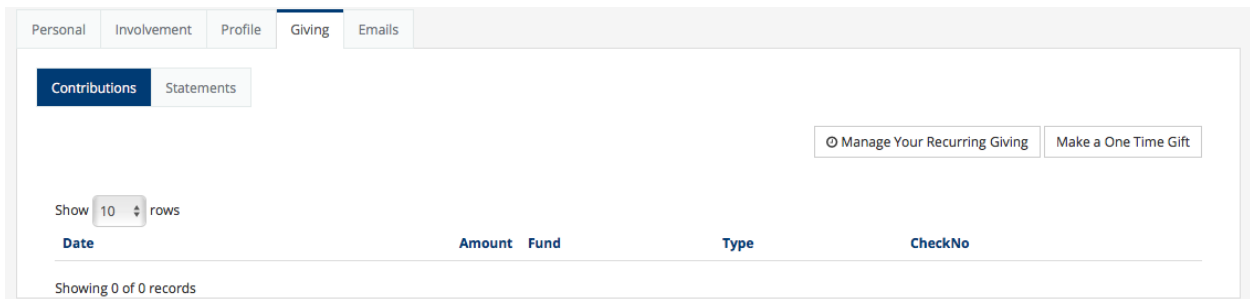 Personal Involvement Profile Giving Emails
Contributions Statements
Manage Your Recurring Giving Make a One Time Gift
Show 10 rows
Date Amount Fund Type CheckNo
Showing 0 of 0 records